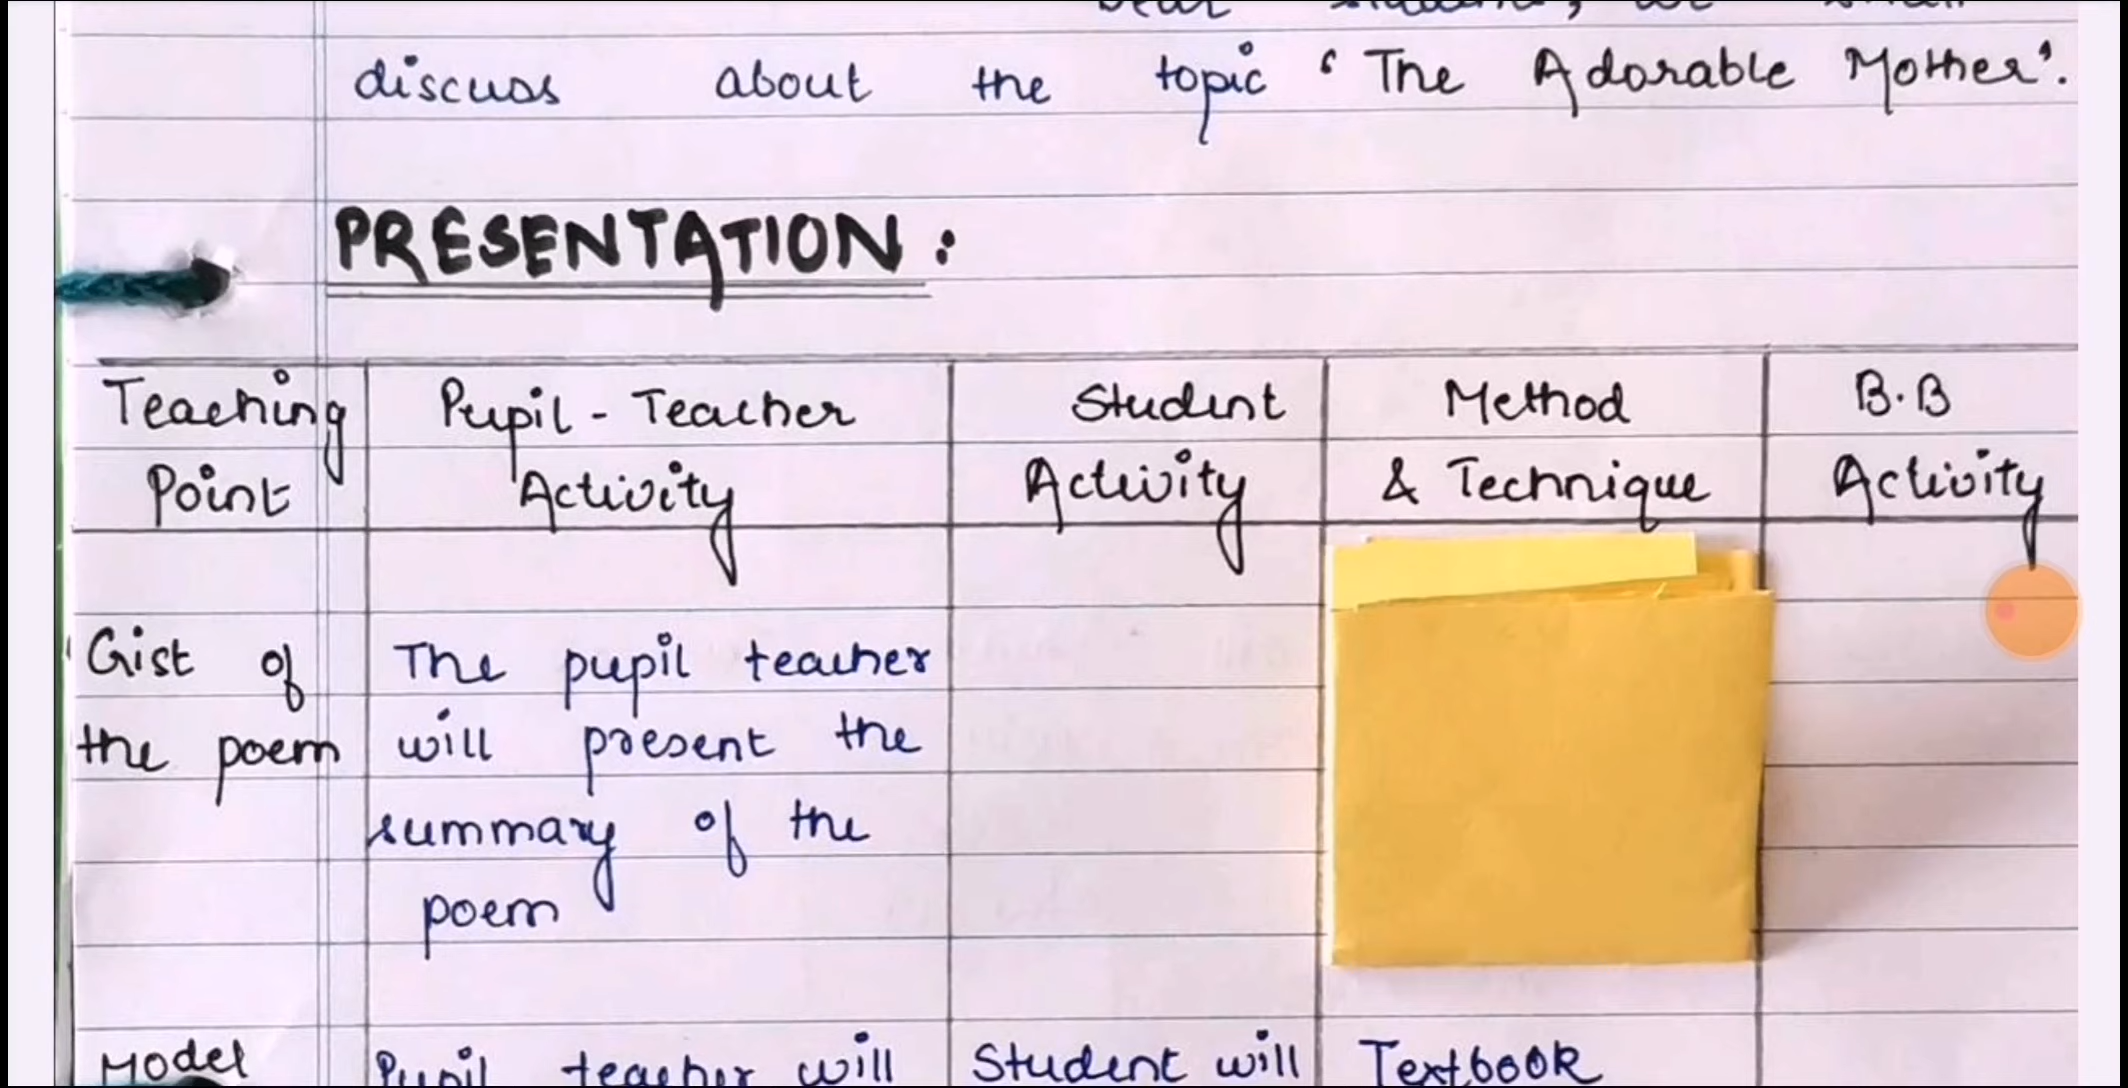 discuss about the topic 'The Adorable Mother'.
PRESENTATION :
Teaching Point
Pupil - Teacher Activity
Student Activity
Method & Technique
B.B Activity
Gist of
the poem
The pupil teacher
will present the
summary of the
poem
Model
Pupil teacher will
Student will
Textbook